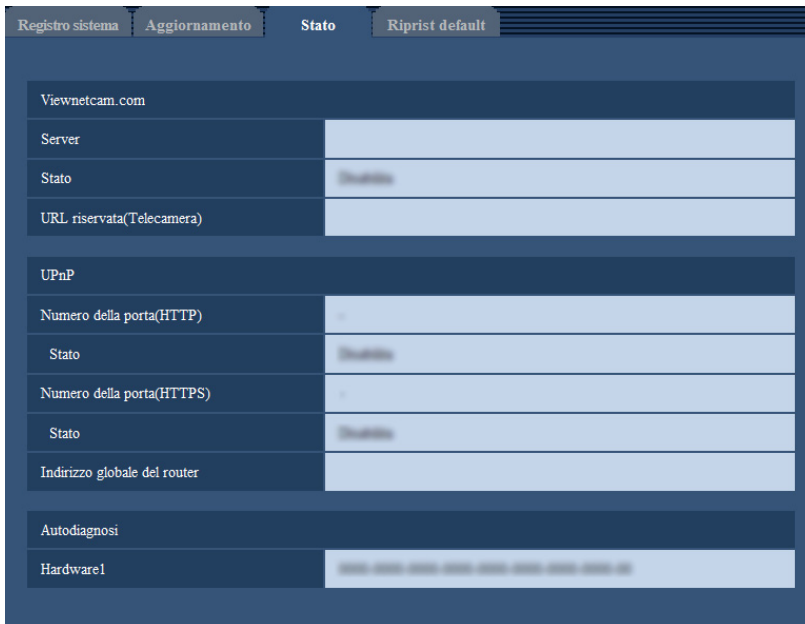 Registro sistema
Aggiornamento
Stato
Riprist default
Viewnetcam.com
Server
Stato
URL riservata(Telecamera)
UPnP
Numero della porta(HTTP)
Stato
Numero della porta(HTTPS)
Stato
Indirizzo globale del router
Autodiagnosi
Hardware1